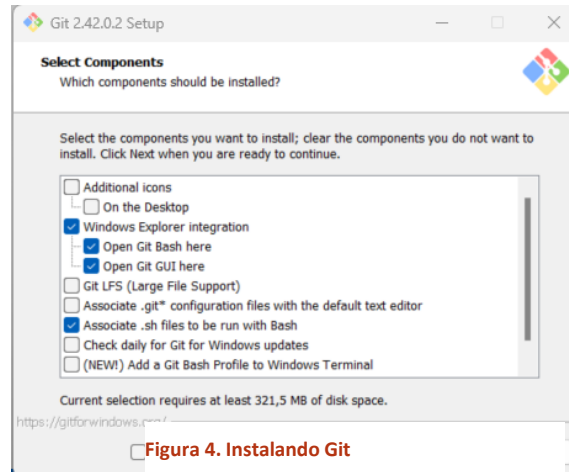 Git 2.42.0.2 Setup
Select Components
Which components should be installed?
Select the components you want to install; clear the components you do not want to
install. Click Next when you are ready to continue.
Additional icons
On the Desktop
Windows Explorer integration
Open Git Bash here
Open Git GUI here
Git LFS (Large File Support)
Associate .git* configuration files with the default text editor
Associate .sh files to be run with Bash
Check daily for Git for Windows updates
(NEW!) Add a Git Bash Profile to Windows Terminal
Current selection requires at least 321,5 MB of disk space.
https://gitforwindows.org/
Figura 4. Instalando Git